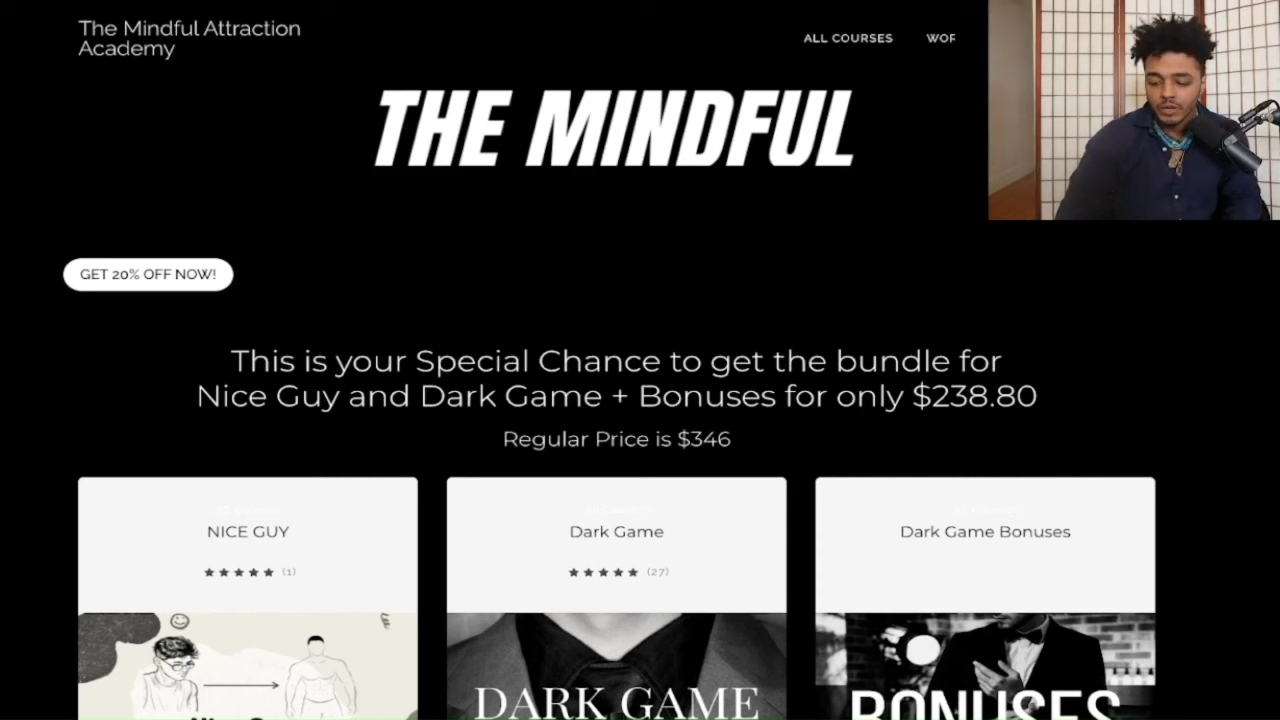 The Mindful Attraction
Academy
ALL COURSES
THE MINDFUL
GET 20% OFF NOW!
This is your Special Chance to get the bundle for
Nice Guy and Dark Game + Bonuses for only $238.80
Regular Price is $346
NICE GUY
(1)
Dark Game
(27)
Dark Game Bonuses
DARK GAME
BONUSES